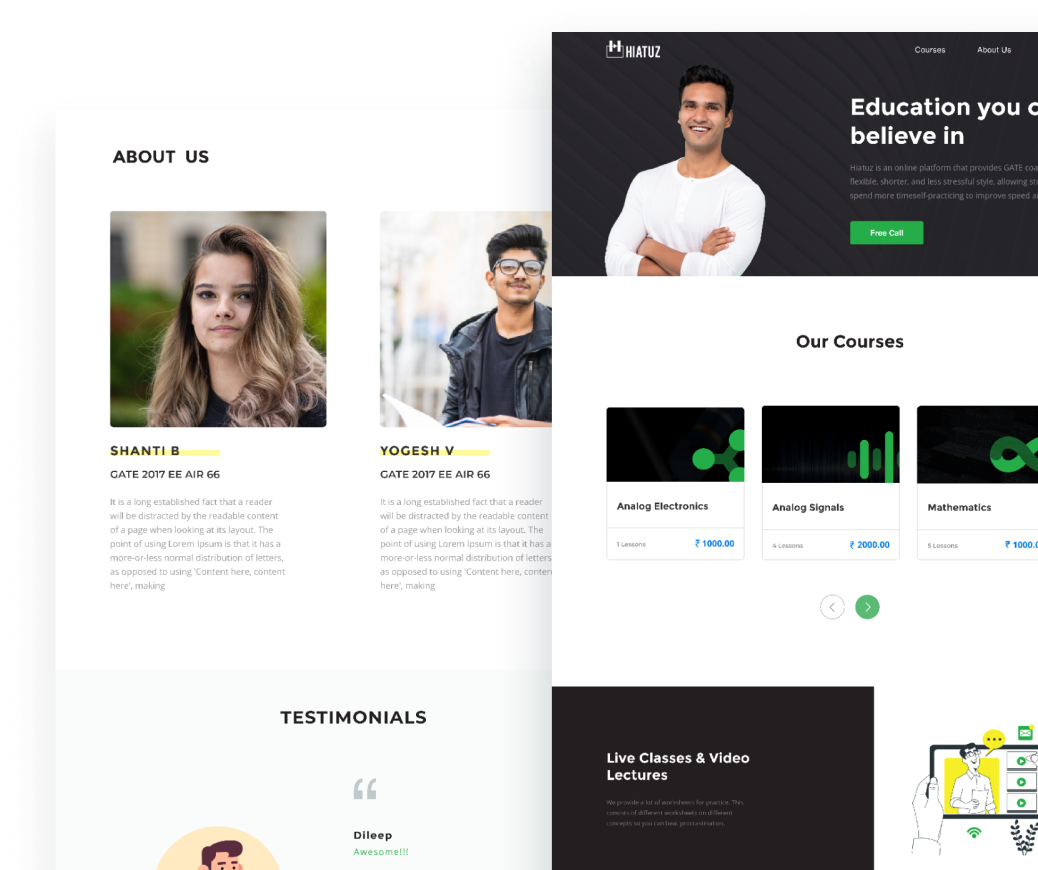 ABOUT US
SHANTI B
GATE 2017 EE AIR 66
It is a long established fact that a reader
will be distracted by the readable content
of a page when looking at its layout. The
point of using Lorem Ipsum is that it has a
more-or-less normal distribution of letters,
as opposed to using 'Content here, content
here', making
YOGESH V
GATE 2017 EE AIR 66
It is a long established fact that a reader
will be distracted by the readable content
of a page when looking at its layout. The
point of using Lorem Ipsum is that it has a
more-or-less normal distribution of letters
as opposed to using 'Content here,
here', making
TESTIMONIALS
“
Dileep
Awesome!!!
HIATUZ
Courses
About Us
Education you
believe in
Hiatuz is an online platform that provides GATE
flexible, shorter, and less stressful style, allowing
spend more timeself-practicing to improve speed
Free Call
Our Courses
Analog Electronics
1 Lessons
₹ 1000.00
Analog Signals
4 Lessons
₹ 2000.00
Mathematics
5 Lessons
₹ 1000.0
Live Classes & Video
Lectures
We provide a lot of worksheets for practice. This
consists of different worksheets on different
concepts so you can beat procrastination.